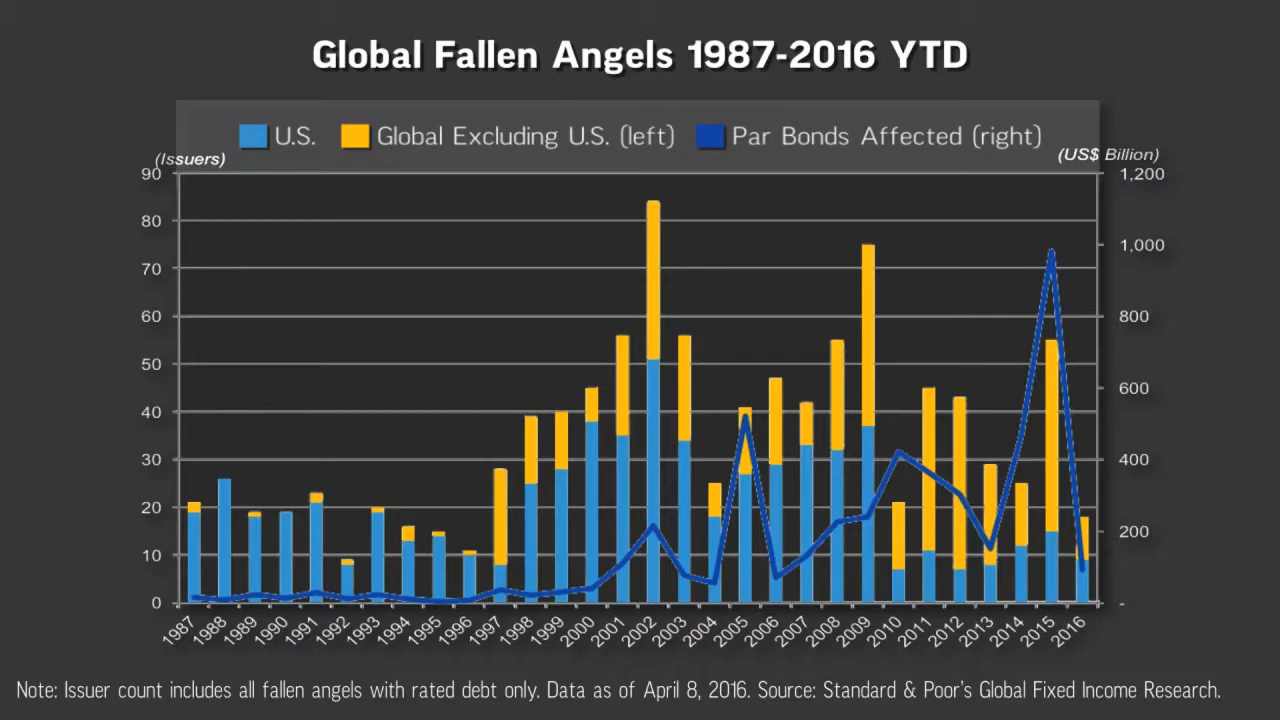 Global Fallen Angels 1987-2016 YTD
U.S. Global Excluding U.S. (left) Par Bonds Affected (right)
(Issuers) (US$ Billion)
90 1,200
80
1,000
70
60 800
50
40 600
30 400
20
200
10
0 -
1987 1988 1989 1990 1991 1992 1993 1994 1995 1996 1997 1998 1999 2000 2001 2002 2003 2004 2005 2006 2007 2008 2009 2010 2011 2012 2013 2014 2015 2016
Note: Issuer count includes all fallen angels with rated debt only. Data as of April 8, 2016. Source: Standard & Poor's Global Fixed Income Research.